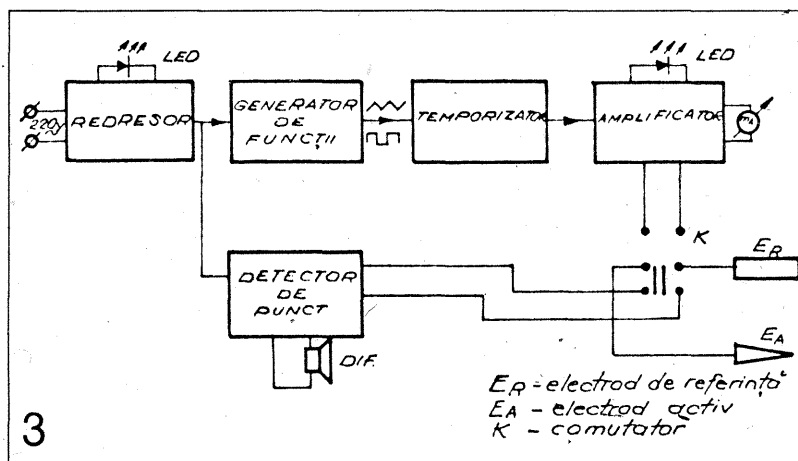 LED
LED
REDRESOR
220V
GENERATOR
DE
FUNCȚII
TEMPORIZATOR
AMPLIFICATOR
mA
K
ER
DETECTOR
DE
PUNCT
DIF.
EA
ER - electrod de referință
EA - electrod activ
K - comutator
3